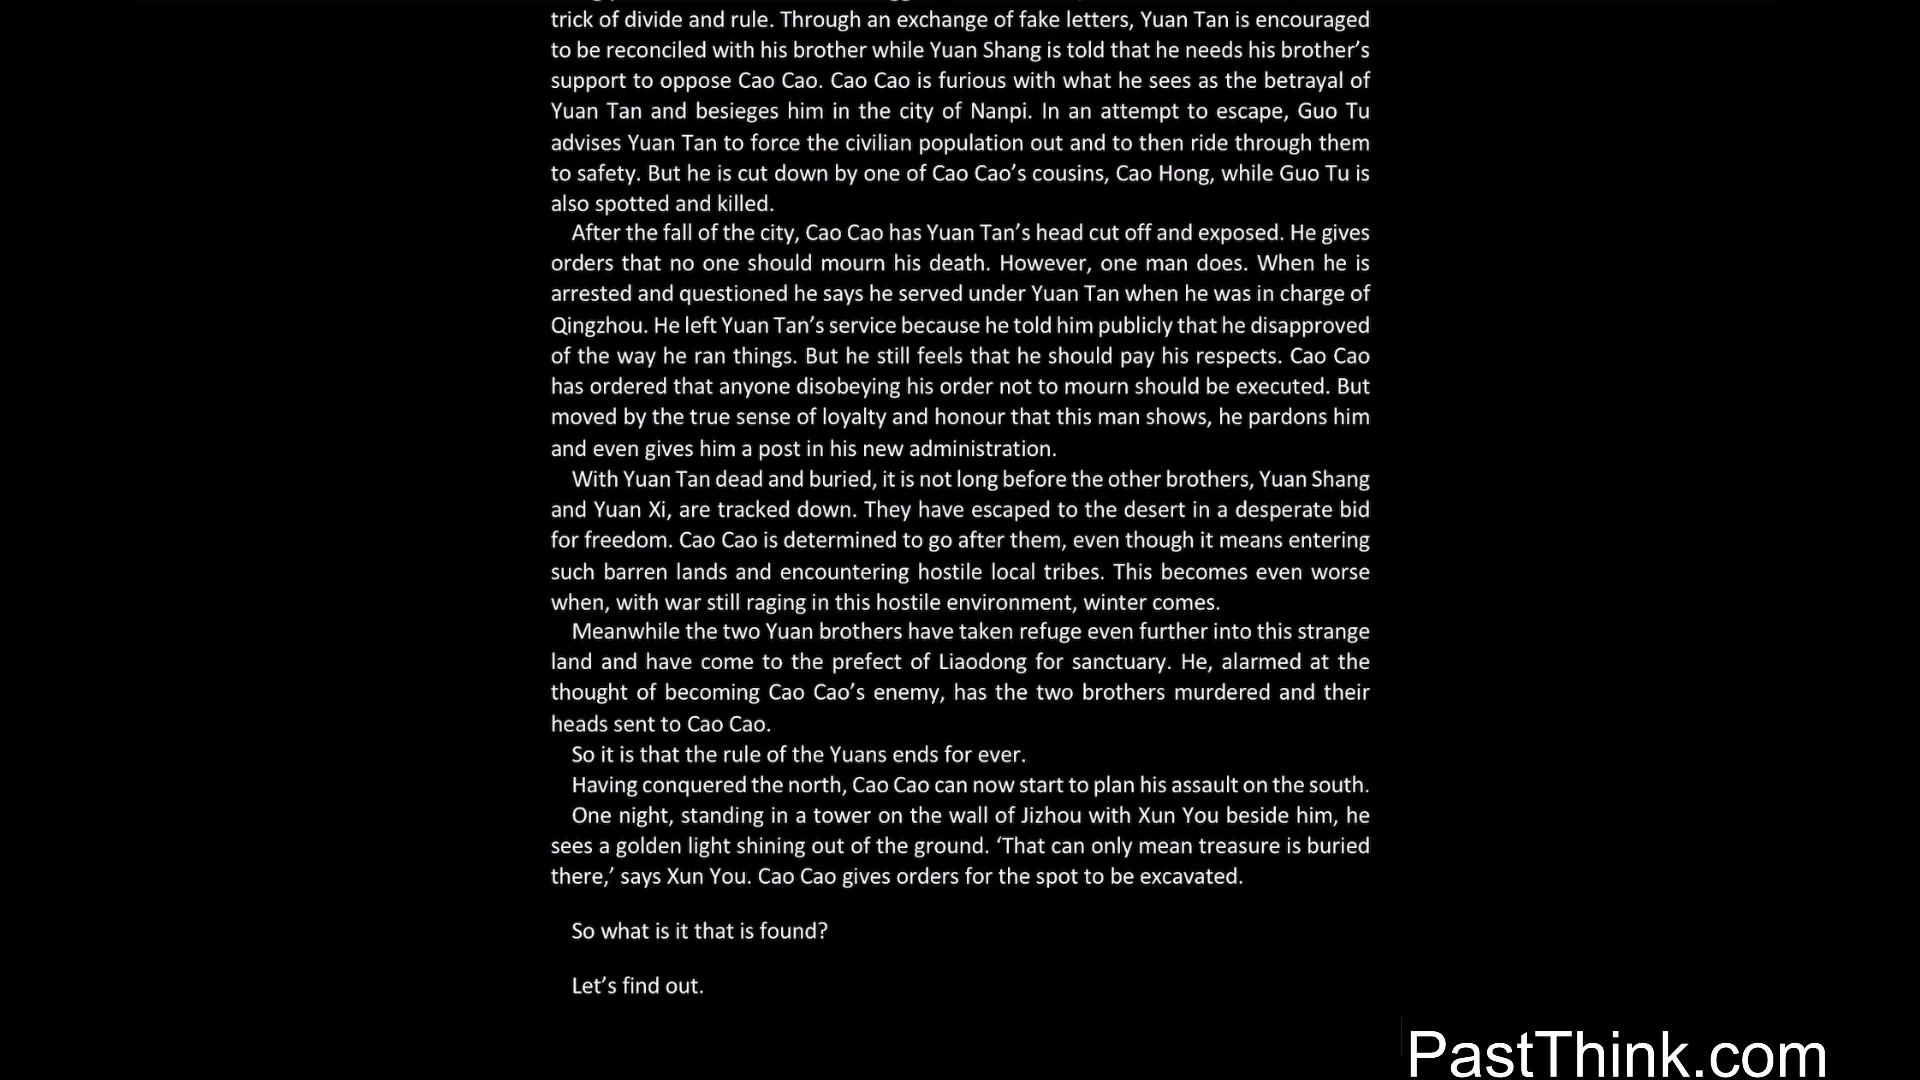 trick of divide and rule. Through an exchange of fake letters, Yuan Tan is encouraged
to be reconciled with his brother while Yuan Shang is told that he needs his brother’s
support to oppose Cao Cao. Cao Cao is furious with what he sees as the betrayal of
Yuan Tan and besieges him in the city of Nanpi. In an attempt to escape, Guo Tu
advises Yuan Tan to force the civilian population out and to then ride through them
to safety. But he is cut down by one of Cao Cao’s cousins, Cao Hong, while Guo Tu is
also spotted and killed.
After the fall of the city, Cao Cao has Yuan Tan’s head cut off and exposed. He gives
orders that no one should mourn his death. However, one man does. When he is
arrested and questioned he says he served under Yuan Tan when he was in charge of
Qingzhou. He left Yuan Tan’s service because he told him publicly that he disapproved
of the way he ran things. But he still feels that he should pay his respects. Cao Cao
has ordered that anyone disobeying his order not to mourn should be executed. But
moved by the true sense of loyalty and honour that this man shows, he pardons him
and even gives him a post in his new administration.
With Yuan Tan dead and buried, it is not long before the other brothers, Yuan Shang
and Yuan Xi, are tracked down. They have escaped to the desert in a desperate bid
for freedom. Cao Cao is determined to go after them, even though it means entering
such barren lands and encountering hostile local tribes. This becomes even worse
when, with war still raging in this hostile environment, winter comes.
Meanwhile the two Yuan brothers have taken refuge even further into this strange
land and have come to the prefect of Liaodong for sanctuary. He, alarmed at the
thought of becoming Cao Cao’s enemy, has the two brothers murdered and their
heads sent to Cao Cao.
So it is that the rule of the Yuans ends for ever.
Having conquered the north, Cao Cao can now start to plan his assault on the south.
One night, standing in a tower on the wall of Jizhou with Xun You beside him, he
sees a golden light shining out of the ground. ‘That can only mean treasure is buried
there,’ says Xun You. Cao Cao gives orders for the spot to be excavated.
So what is it that is found?
Let’s find out.
PastThink.com